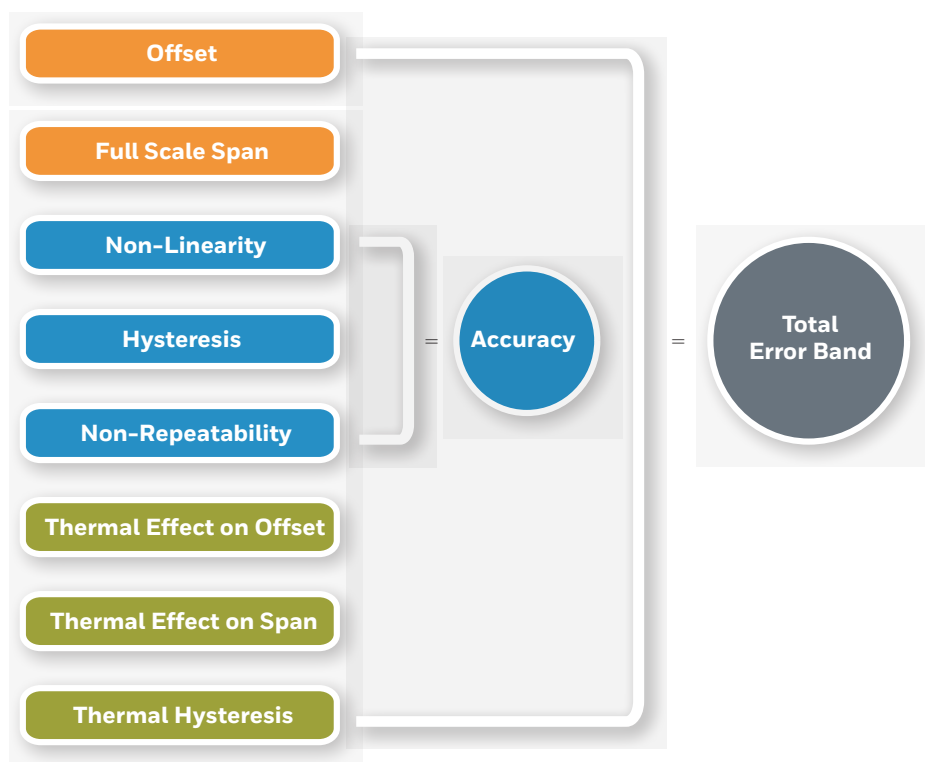 Offset
Full Scale Span
Non-Linearity
Hysteresis
Non-Repeatability
Thermal Effect on Offset
Thermal Effect on Span
Thermal Hysteresis
=
Accuracy
=
Total
Error Band